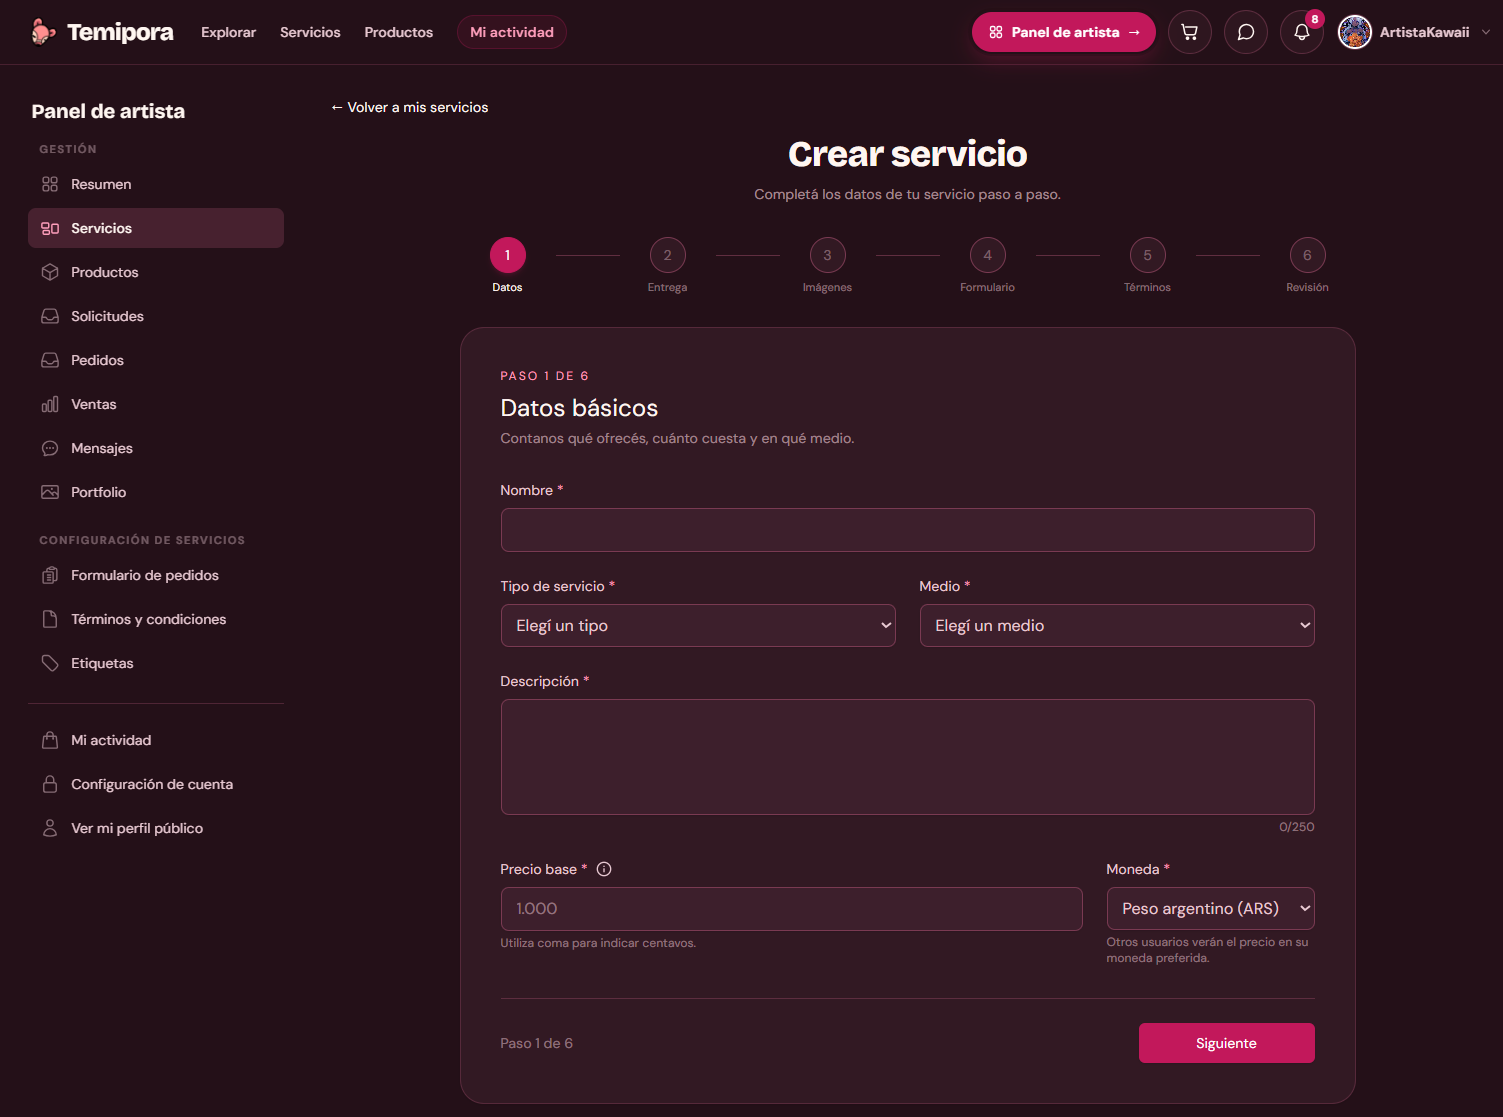 Temipora
Explorar
Servicios
Productos
Mi actividad
Panel de artista →
8
ArtistaKawaii
Panel de artista
GESTIÓN
Resumen
Servicios
Productos
Solicitudes
Pedidos
Ventas
Mensajes
Portfolio
CONFIGURACIÓN DE SERVICIOS
Formulario de pedidos
Términos y condiciones
Etiquetas
Mi actividad
Configuración de cuenta
Ver mi perfil público
← Volver a mis servicios
Crear servicio
Completá los datos de tu servicio paso a paso.
1
Datos
2
Entrega
3
Imágenes
4
Formulario
5
Términos
6
Revisión
PASO 1 DE 6
Datos básicos
Contanos qué ofrecés, cuánto cuesta y en qué medio.
Nombre *
Tipo de servicio *
Elegí un tipo
Medio *
Elegí un medio
Descripción *
0/250
Precio base *
1.000
Utiliza coma para indicar centavos.
Moneda *
Peso argentino (ARS)
Otros usuarios verán el precio en su
moneda preferida.
Paso 1 de 6
Siguiente